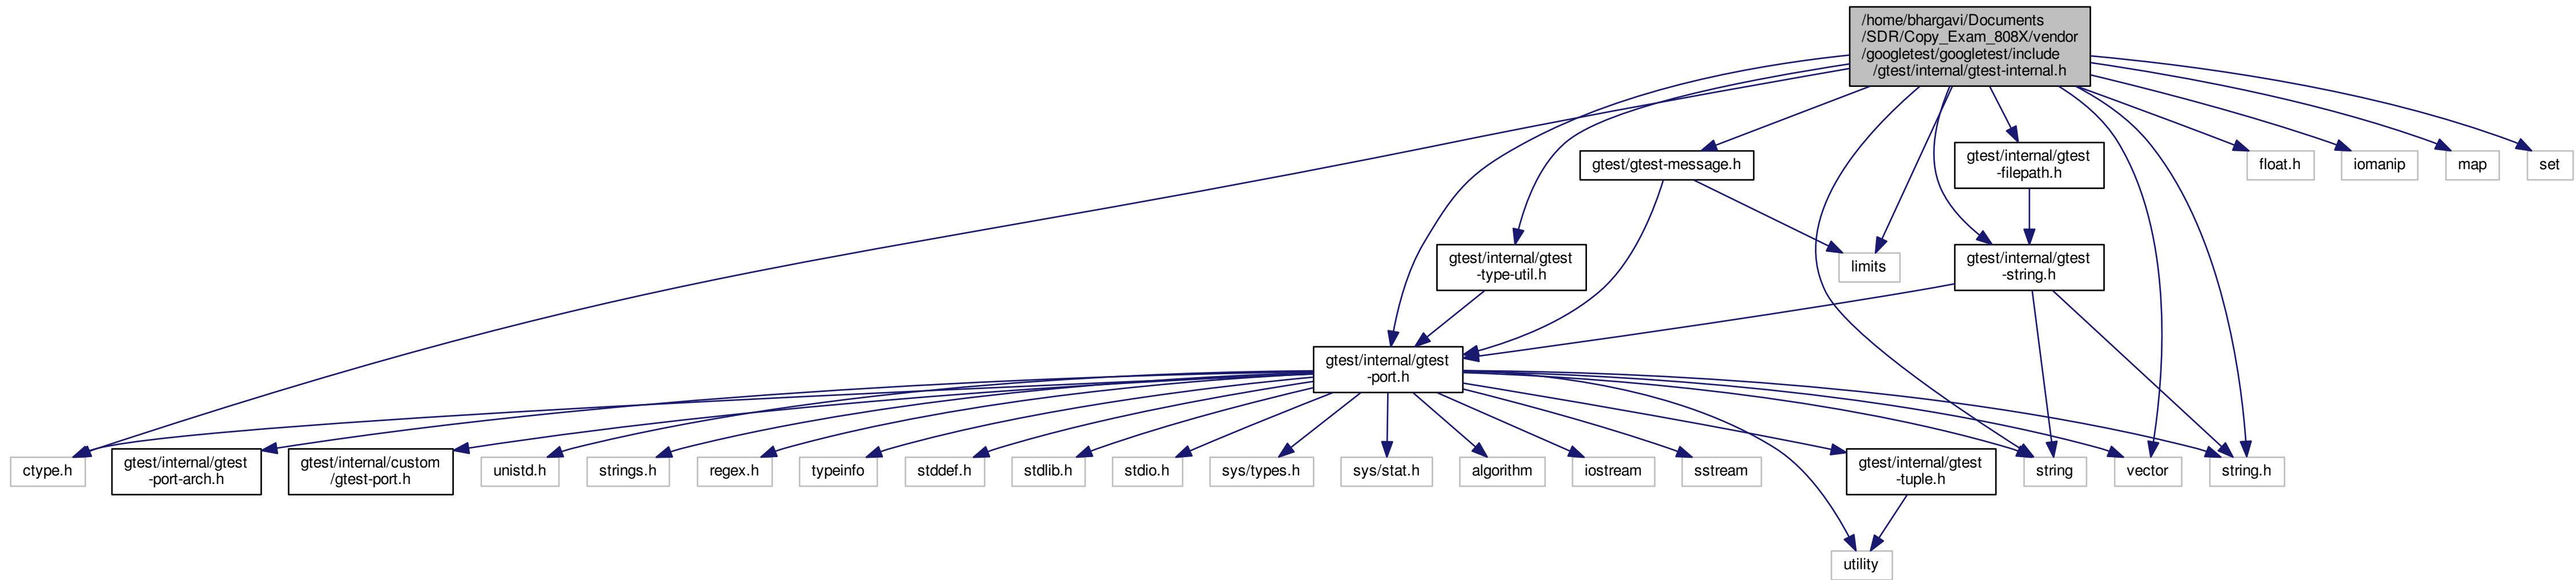 /home/bhargavi/Documents
/SDR/Copy_Exam_808X/vendor
/googletest/googletest/include
/gtest/internal/gtest-internal.h
gtest/gtest-message.h
gtest/internal/gtest
-filepath.h
float.h
iomanip
map
set
gtest/internal/gtest
-type-util.h
limits
gtest/internal/gtest
-string.h
gtest/internal/gtest
-port.h
ctype.h
gtest/internal/gtest
-port-arch.h
gtest/internal/custom
/gtest-port.h
unistd.h
strings.h
regex.h
typeinfo
stddef.h
stdlib.h
stdio.h
sys/types.h
sys/stat.h
algorithm
iostream
sstream
gtest/internal/gtest
-tuple.h
string
vector
string.h
utility